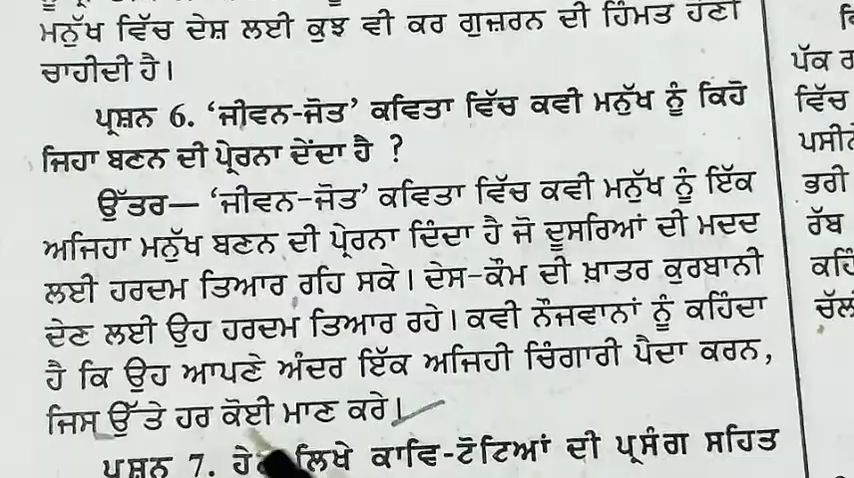 ਮਨੁੱਖ ਵਿੱਚ ਦੇਸ਼ ਲਈ ਕੁਝ ਵੀ ਕਰ ਗੁਜ਼ਰਨ ਦੀ ਹਿੰਮਤ ਹੋਣੀ
ਚਾਹੀਦੀ ਹੈ।
ਪ੍ਰਸ਼ਨ 6. ‘ਜੀਵਨ-ਜੋਤ’ ਕਵਿਤਾ ਵਿੱਚ ਕਵੀ ਮਨੁੱਖ ਨੂੰ ਕਿਹੋ
ਜਿਹਾ ਬਣਨ ਦੀ ਪ੍ਰੇਰਨਾ ਦੇਂਦਾ ਹੈ ?
ਉੱਤਰ— ‘ਜੀਵਨ-ਜੋਤ’ ਕਵਿਤਾ ਵਿੱਚ ਕਵੀ ਮਨੁੱਖ ਨੂੰ ਇੱਕ
ਅਜਿਹਾ ਮਨੁੱਖ ਬਣਨ ਦੀ ਪ੍ਰੇਰਨਾ ਦਿੰਦਾ ਹੈ ਜੋ ਦੂਸਰਿਆਂ ਦੀ ਮਦਦ
ਲਈ ਹਰਦਮ ਤਿਆਰ ਰਹਿ ਸਕੇ। ਦੇਸ-ਕੌਮ ਦੀ ਖ਼ਾਤਰ ਕੁਰਬਾਨੀ
ਦੇਣ ਲਈ ਉਹ ਹਰਦਮ ਤਿਆਰ ਰਹੇ। ਕਵੀ ਨੌਜਵਾਨਾਂ ਨੂੰ ਕਹਿੰਦਾ
ਹੈ ਕਿ ਉਹ ਆਪਣੇ ਅੰਦਰ ਇੱਕ ਅਜਿਹੀ ਚਿੰਗਾਰੀ ਪੈਦਾ ਕਰਨ,
ਜਿਸ ਉੱਤੇ ਹਰ ਕੋਈ ਮਾਣ ਕਰੇ।
ਪ੍ਰਸ਼ਨ 7. ਲਿਖੇ ਕਾਵਿ-ਟੋਟਿਆਂ ਦੀ ਪ੍ਰਸੰਗ ਸਹਿਤ
ਪੱਕ
ਵਿੱਚ
ਭਰੀ
ਰੱਬ